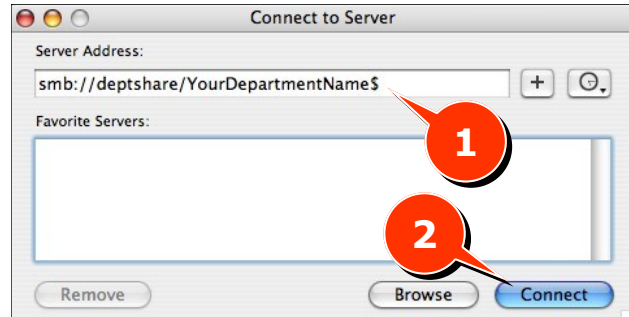 Connect to Server
Server Address:
smb://deptshare/YourDepartmentName$
+
Favorite Servers:
1
2
Remove
Browse
Connect